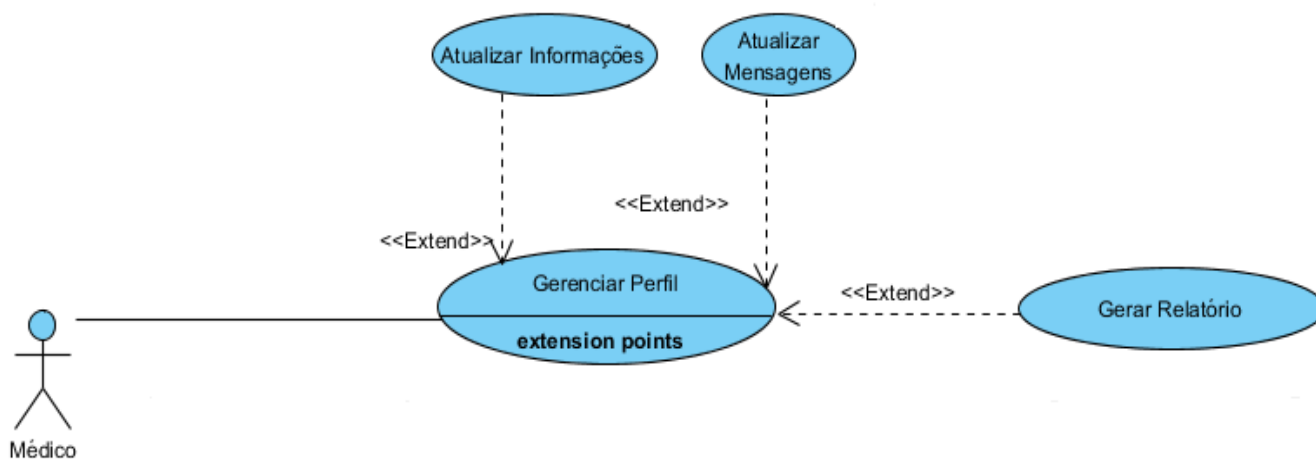 Atualizar Informações
Atualizar
Mensagens
<<Extend>>
<<Extend>>
Gerenciar Perfil
<<Extend>>
Gerar Relatório
extension points
Médico